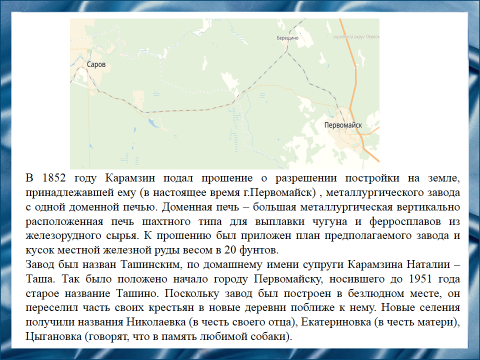 Берещино
Саров
Первомайск
В 1852 году Карамзин подал прошение о разрешении постройки на земле,
принадлежавшей ему (в настоящее время г.Первомайск) , металлургического завода
с одной доменной печью. Доменная печь – большая металлургическая вертикально
расположенная печь шахтного типа для выплавки чугуна и ферросплавов из
железорудного сырья. К прошению был приложен план предполагаемого завода и
кусок местной железной руды весом в 20 фунтов.
Завод был назван Ташинским, по домашнему имени супруги Карамзина Наталии –
Таша. Так было положено начало городу Первомайску, носившего до 1951 года
старое название Ташино. Поскольку завод был построен в безлюдном месте, он
переселил часть своих крестьян в новые деревни поближе к нему. Новые селения
получили названия Николаевка (в честь своего отца), Екатериновка (в честь матери),
Цыгановка (говорят, что в память любимой собаки).